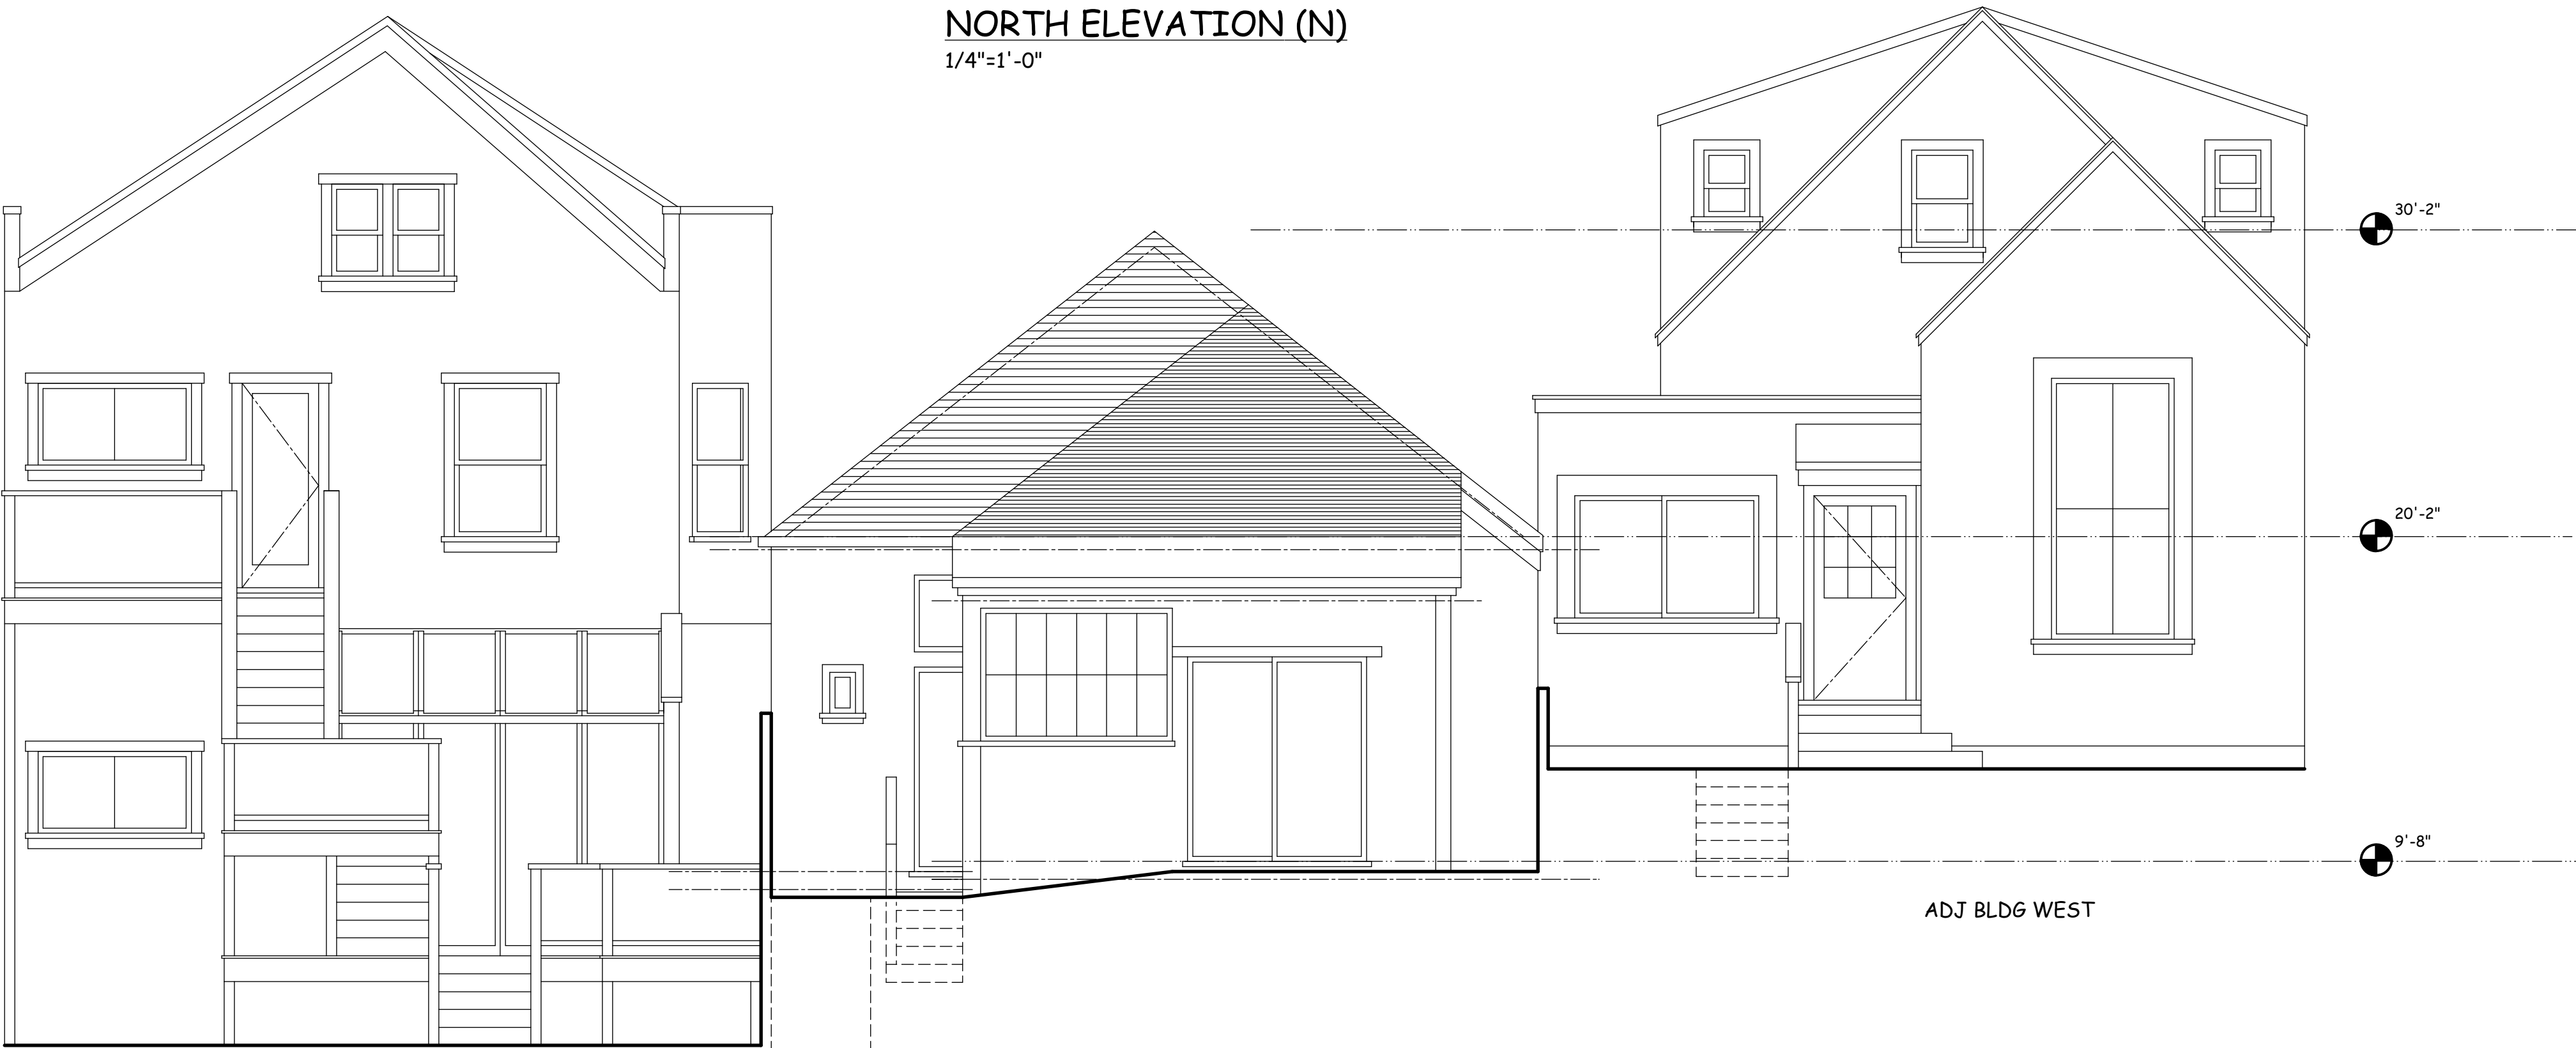 NORTH ELEVATION (N)
1/4"=1'-0"
30'-2"
20'-2"
9'-8"
ADJ BLDG WEST